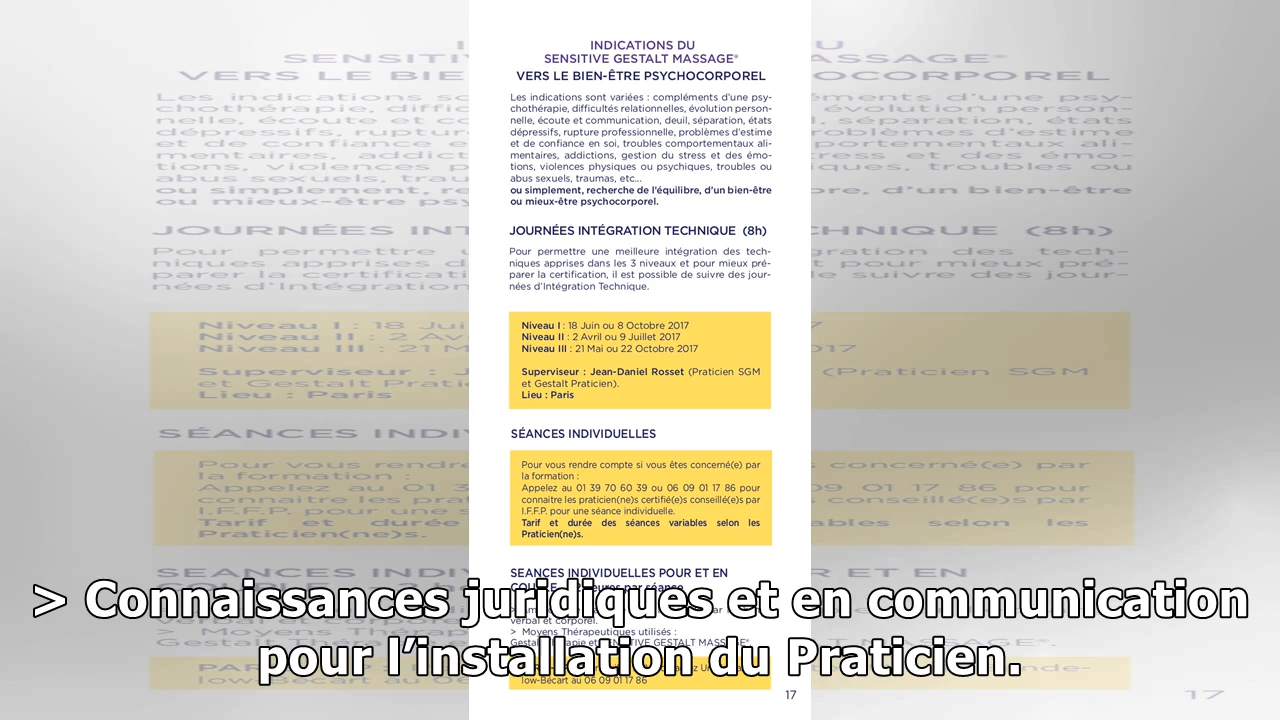 INDICATIONS DU
SENSITIVE GESTALT MASSAGE®
VERS LE BIEN-ÊTRE PSYCHOCORPOREL
Les indications sont variées : compléments d'une psy-
chothérapie, difficultés relationnelles, évolution person-
nelle, écoute et communication, deuil, séparation, états
dépressifs, rupture professionnelle, problèmes d'estime
et de confiance en soi, troubles comportementaux ali-
mentaires, addictions, gestion du stress et des émo-
tions, violences physiques ou psychiques, troubles ou
abus sexuels, traumas, etc...
ou simplement, recherche de l'équilibre, d'un bien-être
ou mieux-être psychocorporel.
JOURNÉES INTÉGRATION TECHNIQUE (8h)
Pour permettre une meilleure intégration des tech-
niques apprises dans les 3 niveaux et pour mieux pré-
parer la certification, il est possible de suivre des jour-
nées d'Intégration Technique.
Niveau I : 18 Juin ou 8 Octobre 2017
Niveau II : 2 Avril ou 9 Juillet 2017
Niveau III : 21 Mai ou 22 Octobre 2017
Superviseur : Jean-Daniel Rosset (Praticien SGM
et Gestalt Praticien).
Lieu : Paris
SÉANCES INDIVIDUELLES
Pour vous rendre compte si vous êtes concerné(e) par
la formation :
Appelez au 01 39 70 60 39 ou 06 09 01 17 86 pour
connaitre les praticien(ne)s certifié(e)s conseillé(e)s par
I.F.F.P. pour une séance individuelle.
Tarif et durée des séances variables selon les
Praticien(ne)s.
SEANCES INDIVIDUELLES POUR ET EN
par séance
verbal et corporel.
> Moyens Thérapeutiques utilisés :
SENSITIVE GESTALT MASSAGE®.
low-Bécart au 06 09 01 17 86
17
> Connaissances juridiques et en communication
pour l'installation du Praticien.